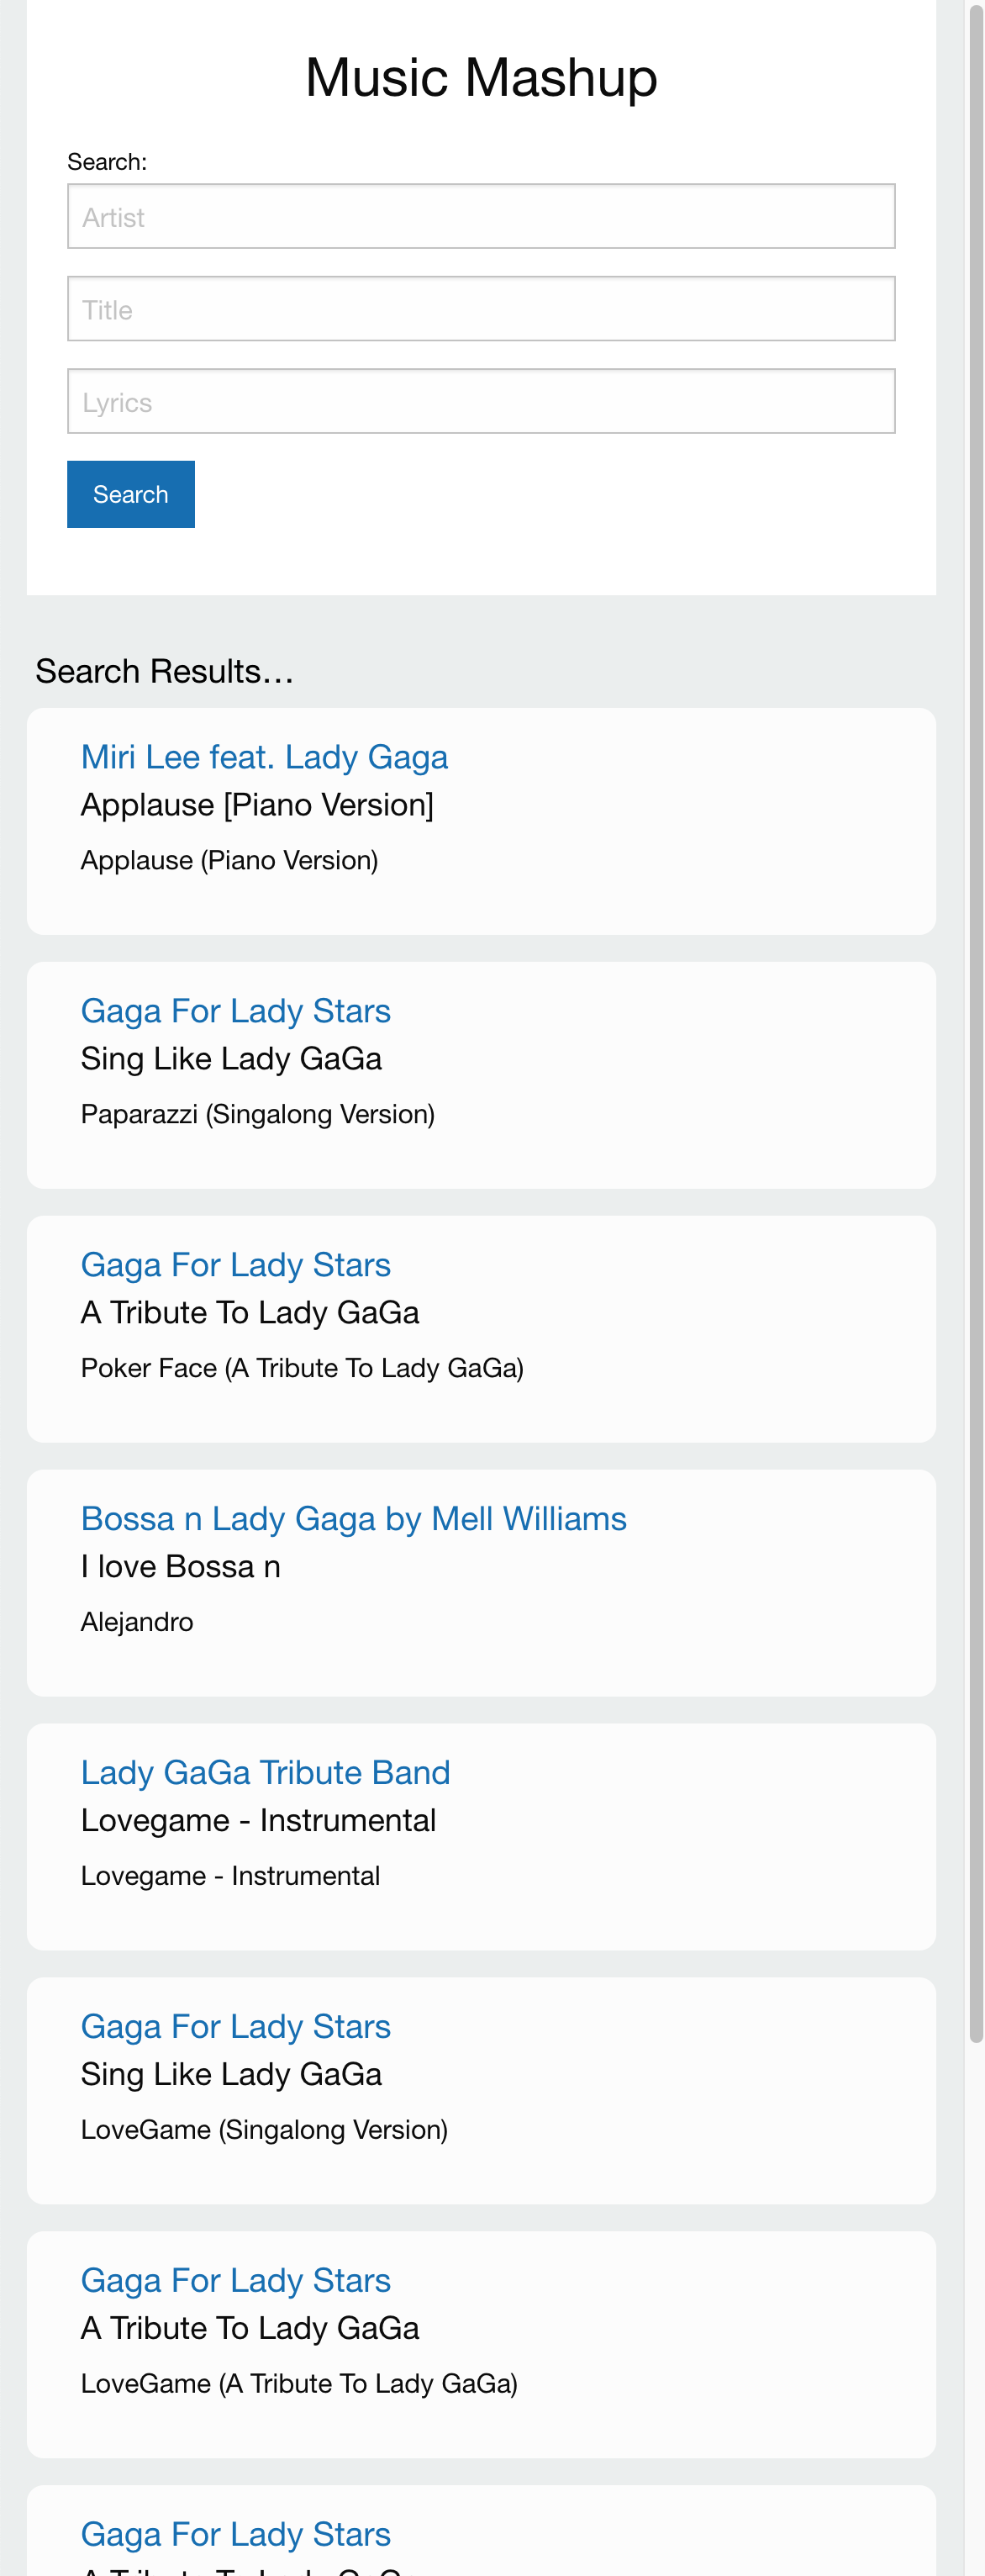 Music Mashup
Search:
Artist
Title
Lyrics
Search
Search Results...
Miri Lee feat. Lady Gaga
Applause [Piano Version]
Applause (Piano Version)
Gaga For Lady Stars
Sing Like Lady GaGa
Paparazzi (Singalong Version)
Gaga For Lady Stars
A Tribute To Lady GaGa
Poker Face (A Tribute To Lady GaGa)
Bossa n Lady Gaga by Mell Williams
I love Bossa n
Alejandro
Lady GaGa Tribute Band
Lovegame - Instrumental
Lovegame - Instrumental
Gaga For Lady Stars
Sing Like Lady GaGa
LoveGame (Singalong Version)
Gaga For Lady Stars
A Tribute To Lady GaGa
LoveGame (A Tribute To Lady GaGa)
Gaga For Lady Stars